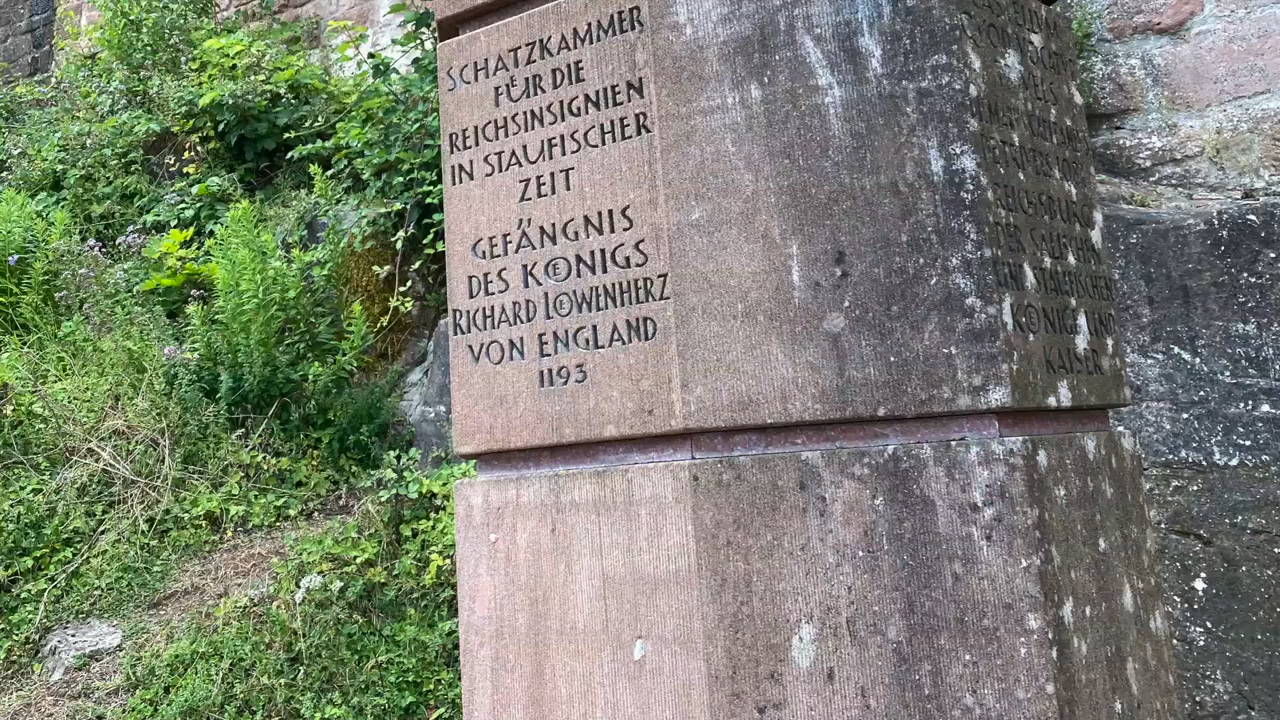 SCHATZKAMMER
FÜR DIE
REICHSINSIGNIEN
IN STAUFISCHER
ZEIT
GEFÄNGNIS
DES KÖNIGS
RICHARD LÖWENHERZ
VON ENGLAND
1193
REICHSBURG
DER SALISCHEN
UND STAUFISCHEN
KÖNIGE UND
KAISER